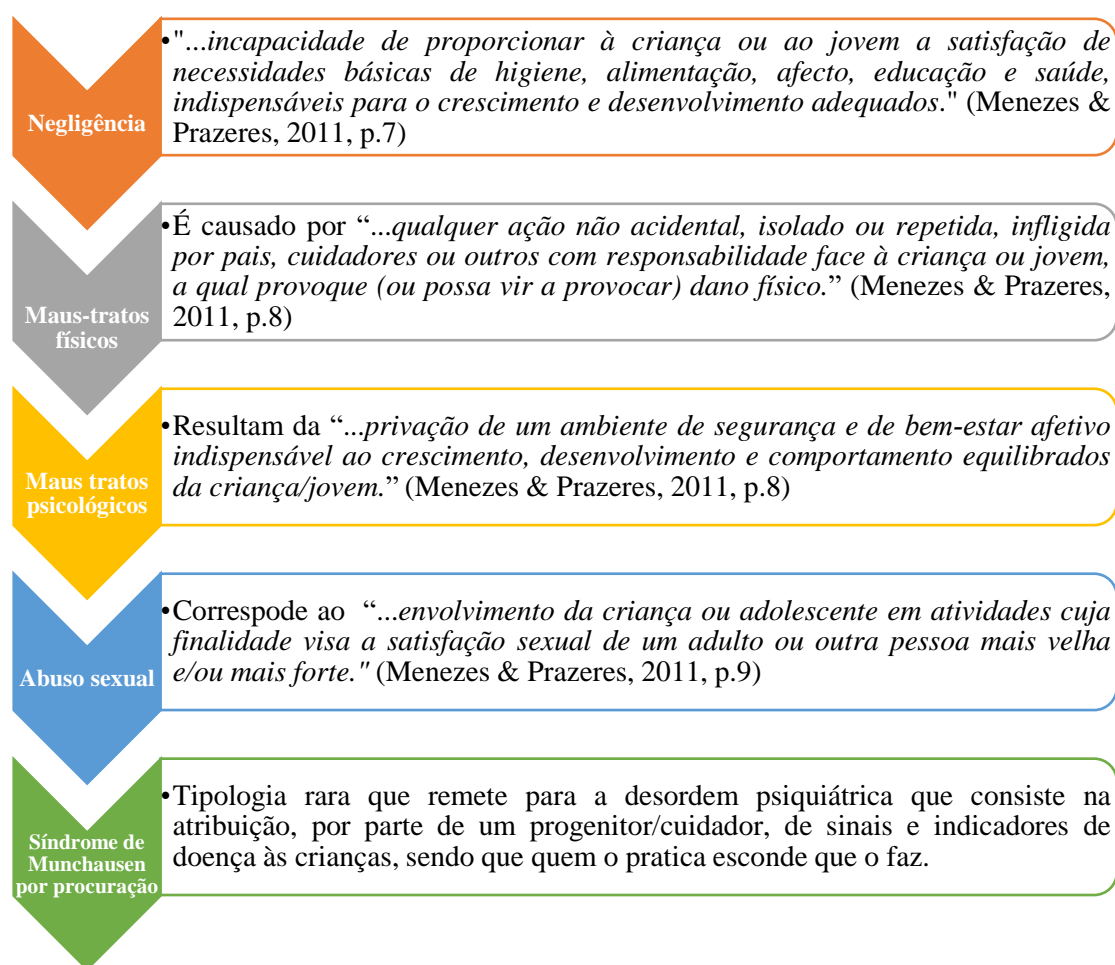 Negligência
•"...incapacidade de proporcionar à criança ou ao jovem a satisfação de
necessidades básicas de higiene, alimentação, afecto, educação e saúde,
indispensáveis para o crescimento e desenvolvimento adequados." (Menezes &
Prazeres, 2011, p.7)
Maus-tratos
físicos
•É causado por “...qualquer ação não acidental, isolado ou repetida, infligida
por pais, cuidadores ou outros com responsabilidade face à criança ou jovem,
a qual provoque (ou possa vir a provocar) dano físico.” (Menezes & Prazeres,
2011, p.8)
Maus tratos
psicológicos
•Resultam da “...privação de um ambiente de segurança e de bem-estar afetivo
indispensável ao crescimento, desenvolvimento e comportamento equilibrados
da criança/jovem.” (Menezes & Prazeres, 2011, p.8)
Abuso sexual
•Correspode ao “...envolvimento da criança ou adolescente em atividades cuja
finalidade visa a satisfação sexual de um adulto ou outra pessoa mais velha
e/ou mais forte." (Menezes & Prazeres, 2011, p.9)
Síndrome de
Munchausen
por procuração
•Tipologia rara que remete para a desordem psiquiátrica que consiste na
atribuição, por parte de um progenitor/cuidador, de sinais e indicadores de
doença às crianças, sendo que quem o pratica esconde que o faz.